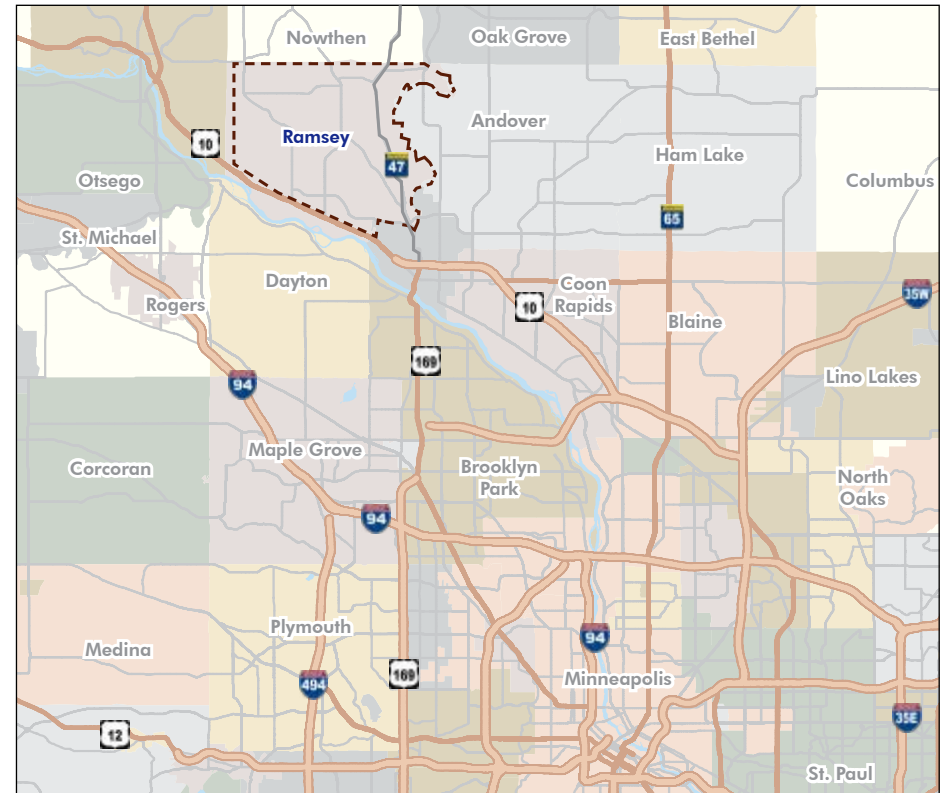 Nowthen
Oak Grove
East Bethel
Ramsey
10
Andover
47
Ham Lake
Otsego
Columbus
65
St. Michael
Dayton
Coon
Rapids
35W
Rogers
10
Blaine
169
94
Lino Lakes
Maple Grove
Corcoran
Brooklyn
Park
North
Oaks
94
Plymouth
94
Medina
Minneapolis
494
169
35E
12
St. Paul